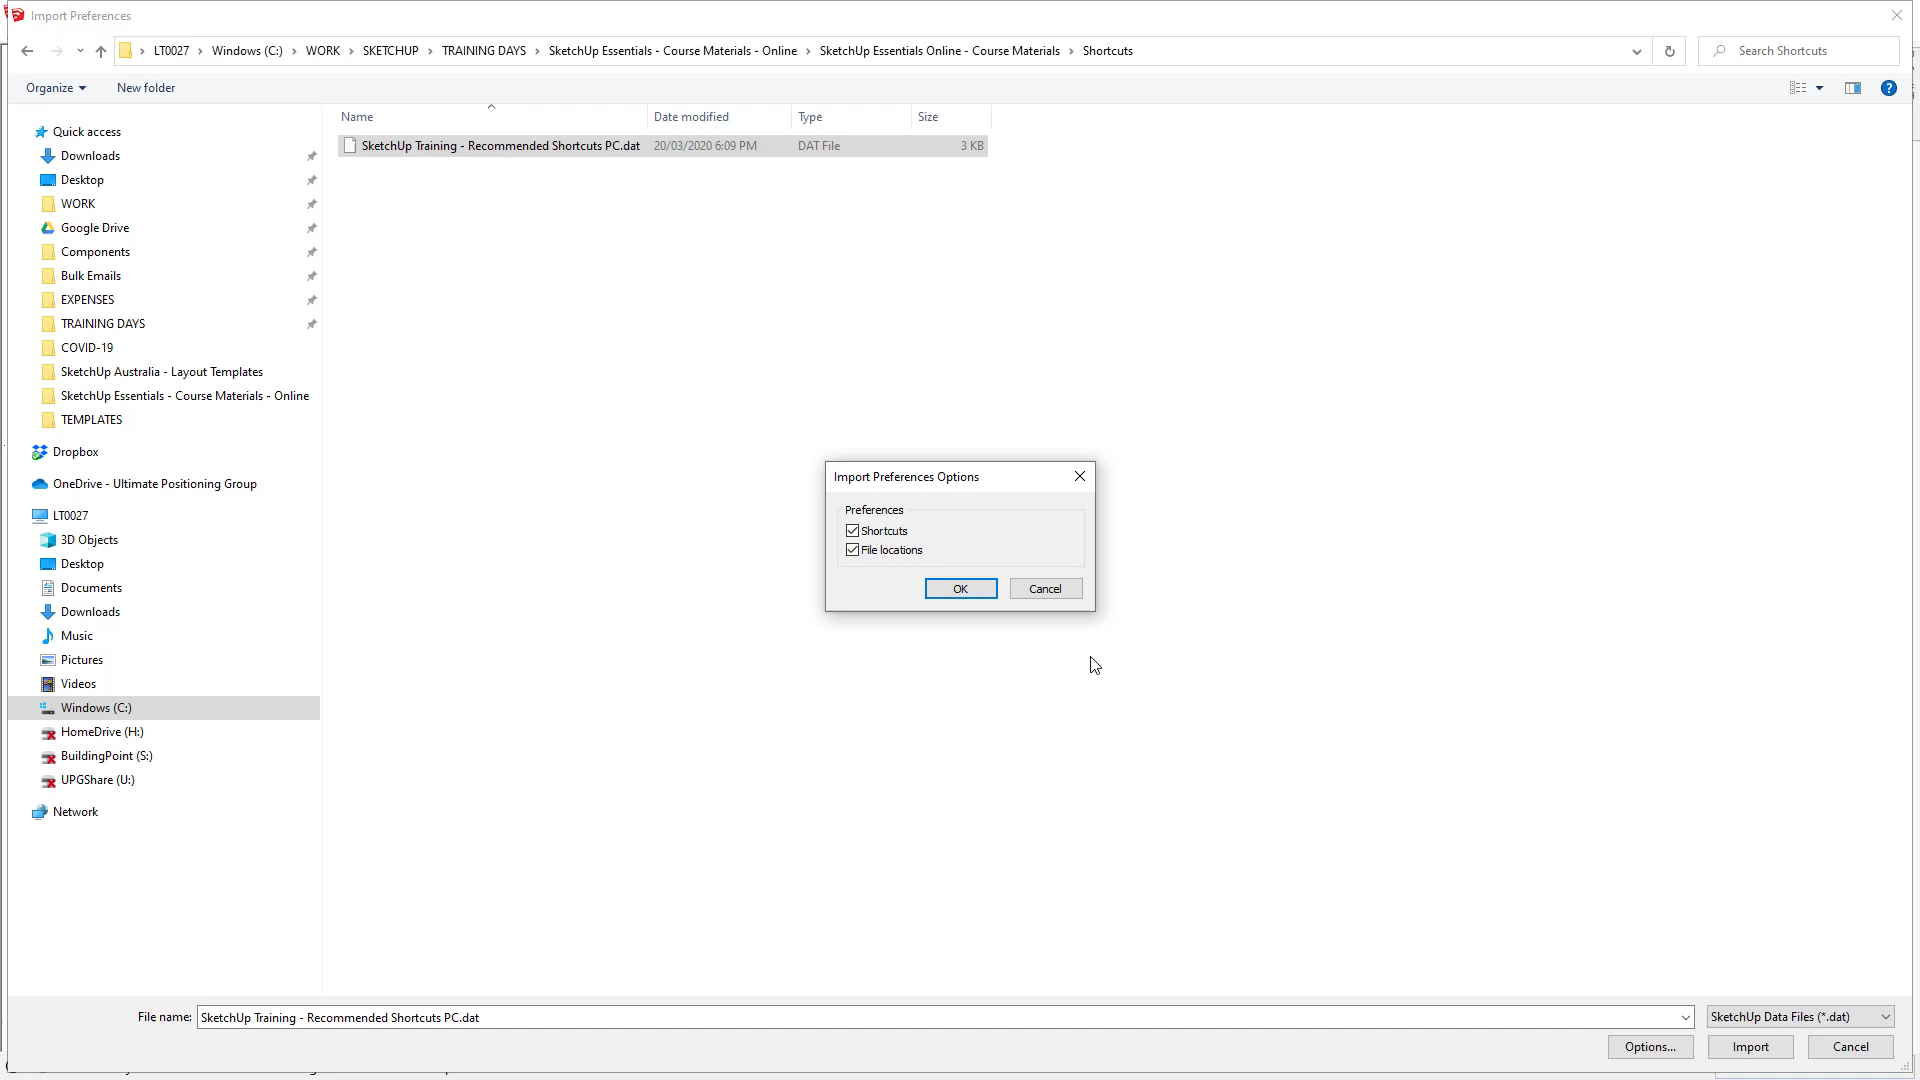 Import Preferences
LT0027 › Windows (C:) › WORK › SKETCHUP › TRAINING DAYS › SketchUp Essentials - Course Materials - Online › SketchUp Essentials Online - Course Materials › Shortcuts
Search Shortcuts
Organize
New folder
Name
Date modified
Type
Size
SketchUp Training - Recommended Shortcuts PC.dat
20/03/2020 6:09 PM
DAT File
3 KB
Quick access
Downloads
Desktop
WORK
Google Drive
Components
Bulk Emails
EXPENSES
TRAINING DAYS
COVID-19
SketchUp Australia - Layout Templates
SketchUp Essentials - Course Materials - Online
TEMPLATES
Dropbox
OneDrive - Ultimate Positioning Group
LT0027
3D Objects
Desktop
Documents
Downloads
Music
Pictures
Videos
Windows (C:)
HomeDrive (H:)
BuildingPoint (S:)
UPGShare (U:)
Network
Import Preferences Options
Preferences
Shortcuts
File locations
OK
Cancel
File name:
SketchUp Training - Recommended Shortcuts PC.dat
SketchUp Data Files (*.dat)
Options...
Import
Cancel